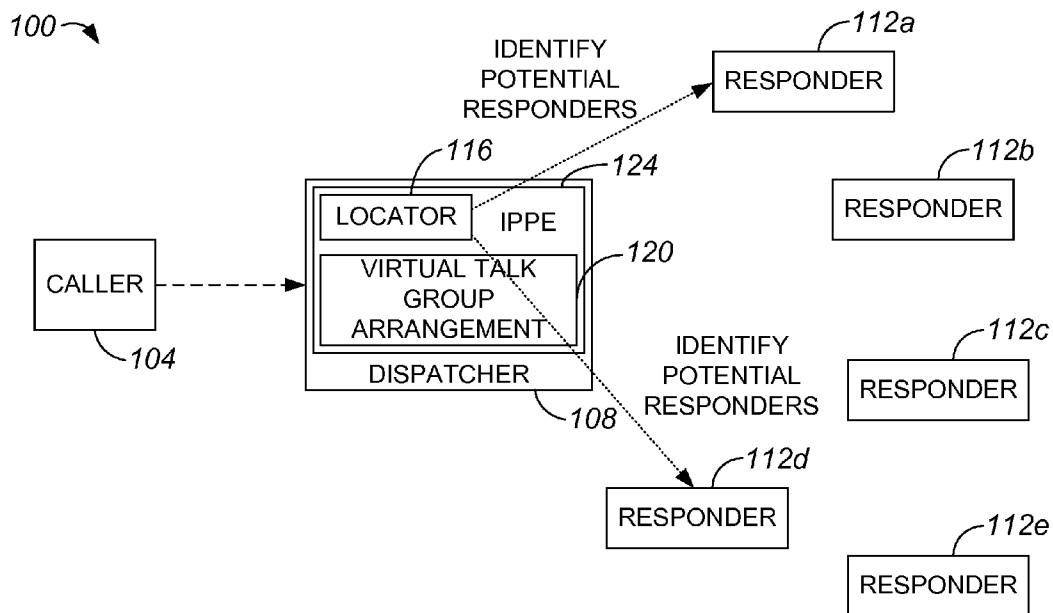 100
112a
IDENTIFY
POTENTIAL
RESPONDERS
RESPONDER
116
124
112b
LOCATOR
IPPE
RESPONDER
120
CALLER
VIRTUAL TALK
GROUP
ARRANGEMENT
104
IDENTIFY
POTENTIAL
RESPONDERS
112c
DISPATCHER
RESPONDER
108
112d
RESPONDER
112e
RESPONDER